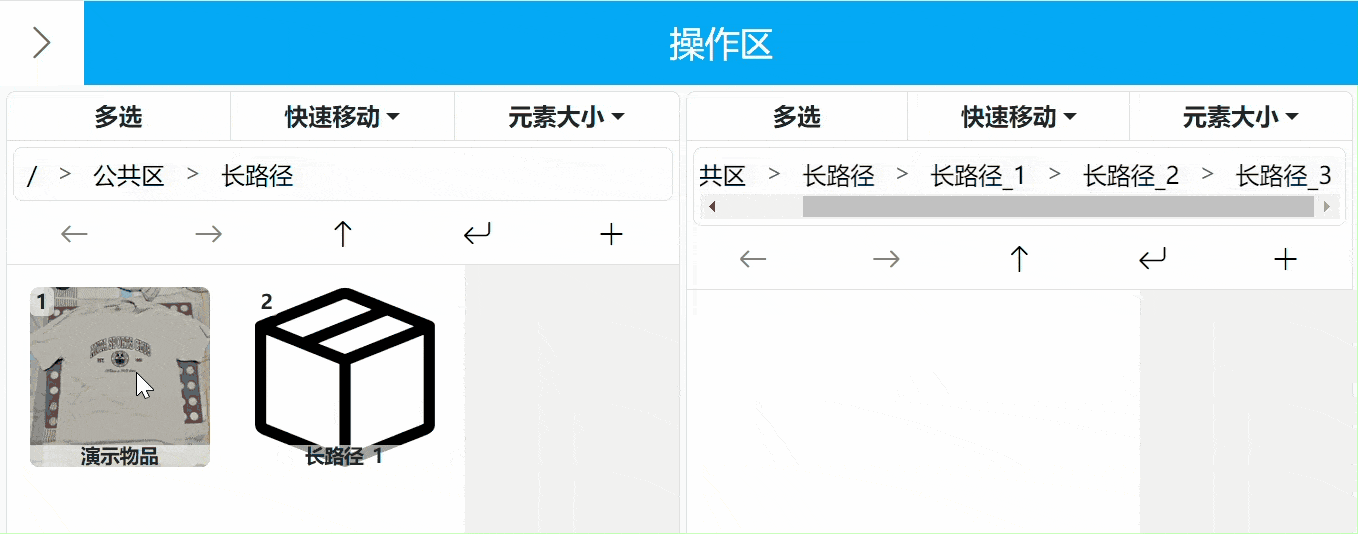 操作区
多选 快速移动 元素大小
/ > 公共区 > 长路径
1
演示物品
2
长路径_1
多选 快速移动 元素大小
共区 > 长路径 > 长路径_1 > 长路径_2 > 长路径_3